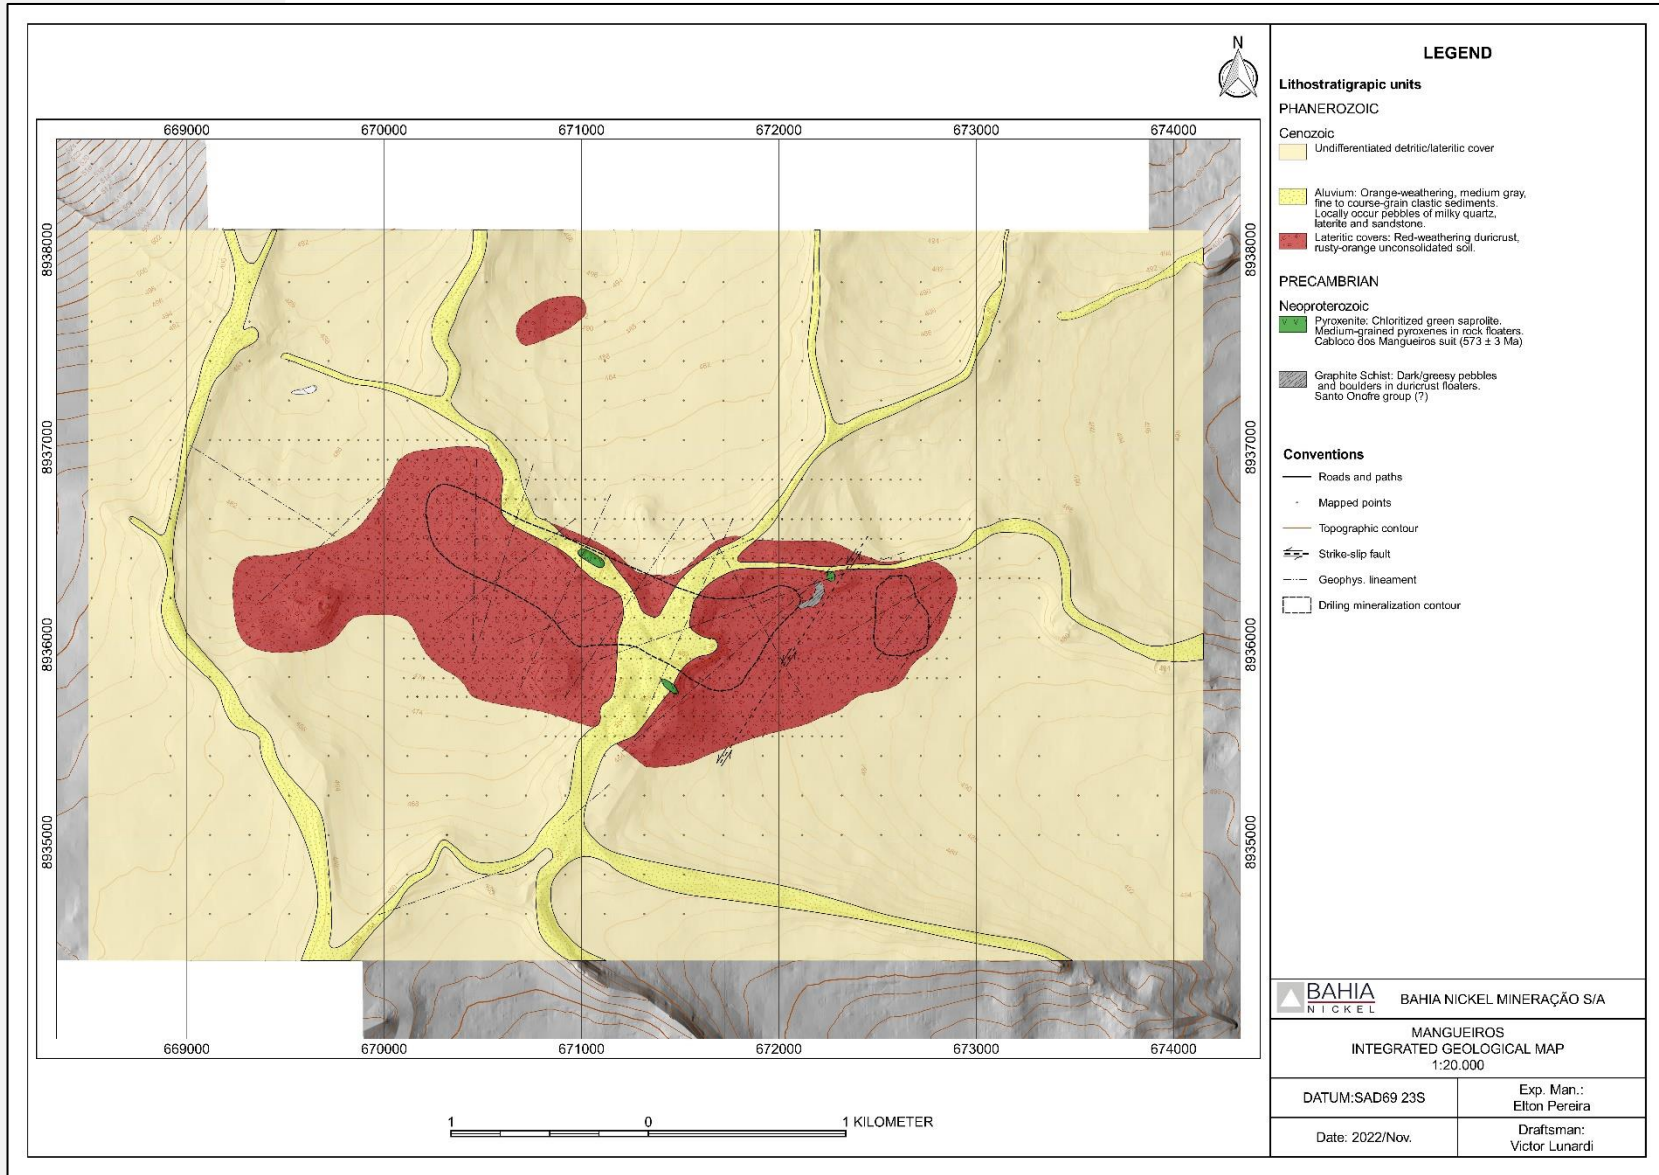 N
669000
670000
671000
672000
673000
674000
8938000
8937000
8936000
8935000
8938000
8937000
8936000
8935000
669000
670000
671000
672000
673000
674000
1 0 1 KILOMETER
LEGEND
Lithostratigrapic units
PHANEROZOIC
Cenozoic
Undifferentiated detritic/lateritic cover
Aluvium: Orange-weathering, medium gray,
fine to course-grain clastic sediments.
Locally occur pebbles of milky quartz,
laterite and sandstone.
Lateritic covers: Red-weathering duricrust,
rusty-orange unconsolidated soil.
PRECAMBRIAN
Neoproterozoic
Pyroxenite: Chloritized green saprolite.
Medium-grained pyroxenes in rock floaters.
Cabloco dos Mangueiros suit (573 ± 3 Ma)
Graphite Schist: Dark/greesy pebbles
and boulders in duricrust floaters.
Santo Onofre group (?)
Conventions
Roads and paths
Mapped points
Topographic contour
Strike-slip fault
Geophys. lineament
Driling mineralization contour
BAHIA
NICKEL
BAHIA NICKEL MINERAÇÃO S/A
MANGUEIROS
INTEGRATED GEOLOGICAL MAP
1:20.000
DATUM:SAD69 23S
Exp. Man.:
Elton Pereira
Date: 2022/Nov.
Draftsman:
Victor Lunardi